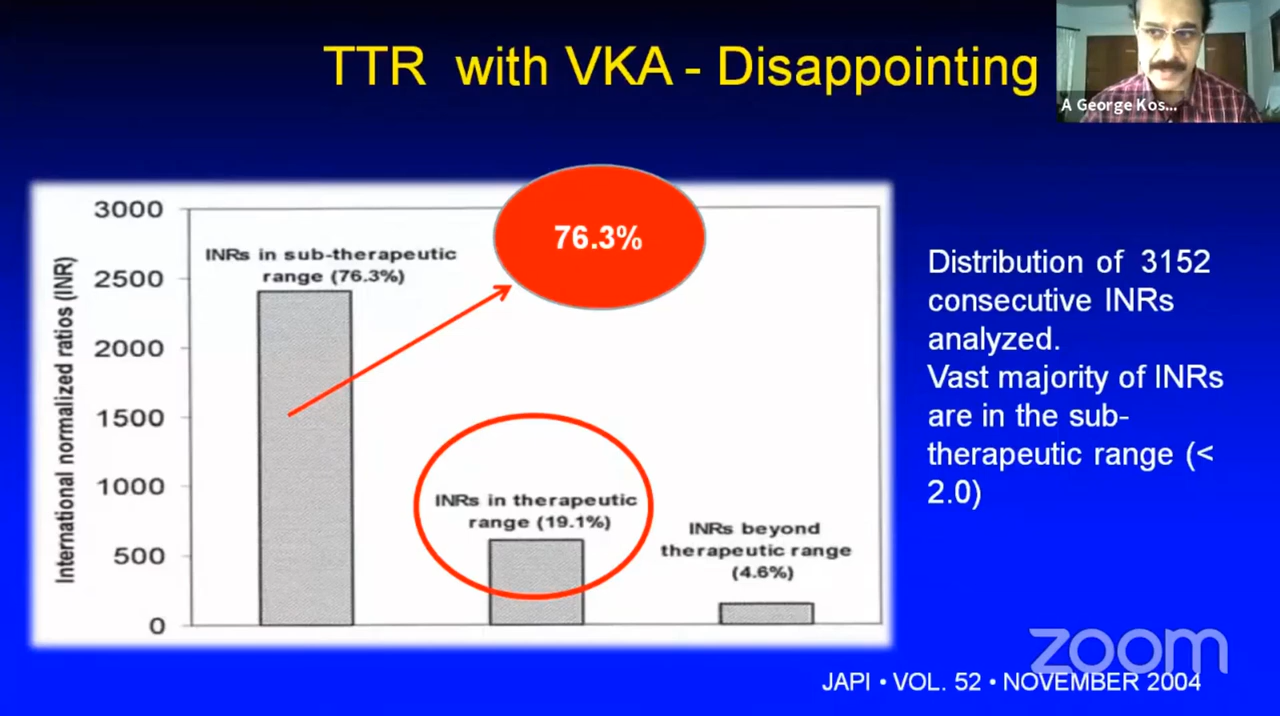 TTR with VKA - Disappointing
A George Kos...
76.3%
3000
2500
2000
1500
1000
500
0
International normalized ratios (INR)
INRs in sub-therapeutic
range (76.3%)
INRs in therapeutic
range (19.1%)
INRs beyond
therapeutic range
(4.6%)
Distribution of 3152
consecutive INRs
analyzed.
Vast majority of INRs
are in the sub-
therapeutic range (<
2.0)
zoom
JAPI • VOL. 52 • NOVEMBER 2004